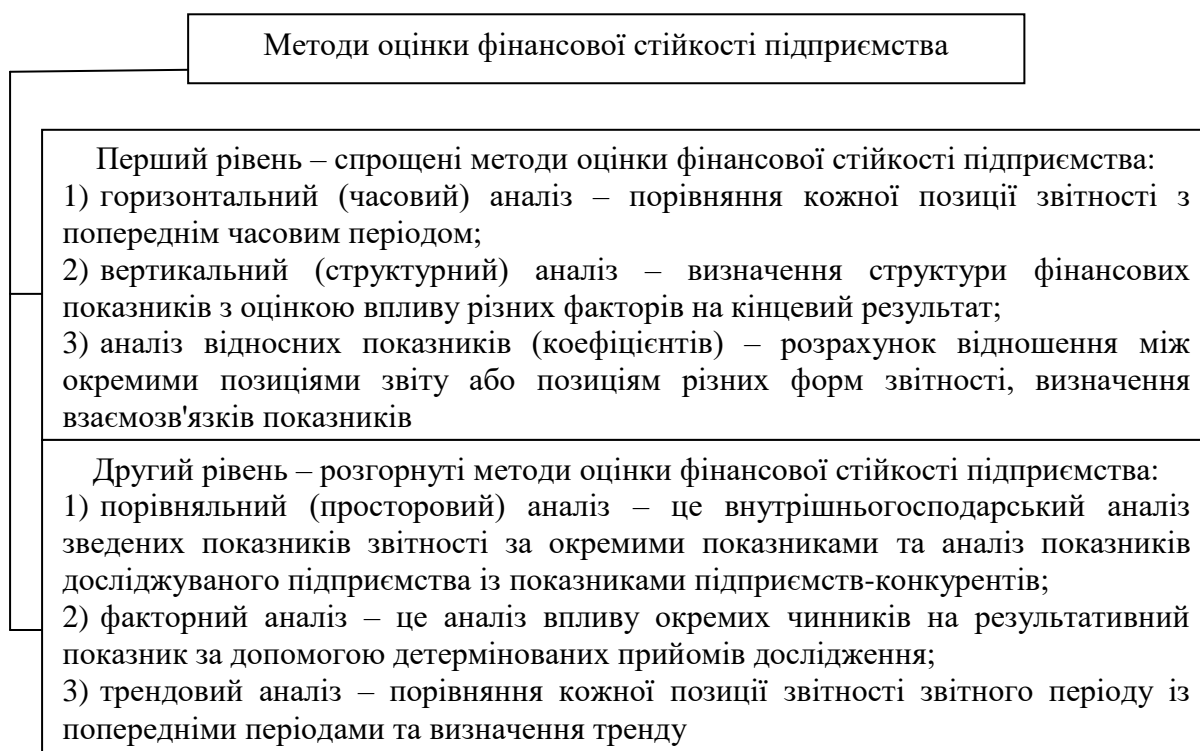 Методи оцінки фінансової стійкості підприємства
Перший рівень – спрощені методи оцінки фінансової стійкості підприємства:
1) горизонтальний (часовий) аналіз – порівняння кожної позиції звітності з
попереднім часовим періодом;
2) вертикальний (структурний) аналіз – визначення структури фінансових
показників з оцінкою впливу різних факторів на кінцевий результат;
3) аналіз відносних показників (коефіцієнтів) – розрахунок відношення між
окремими позиціями звіту або позиціям різних форм звітності, визначення
взаємозв'язків показників
Другий рівень – розгорнуті методи оцінки фінансової стійкості підприємства:
1) порівняльний (просторовий) аналіз – це внутрішньогосподарський аналіз
зведених показників звітності за окремими показниками та аналіз показників
досліджуваного підприємства із показниками підприємств-конкурентів;
2) факторний аналіз – це аналіз впливу окремих чинників на результативний
показник за допомогою детермінованих прийомів дослідження;
3) трендовий аналіз – порівняння кожної позиції звітності звітного періоду із
попередніми періодами та визначення тренду